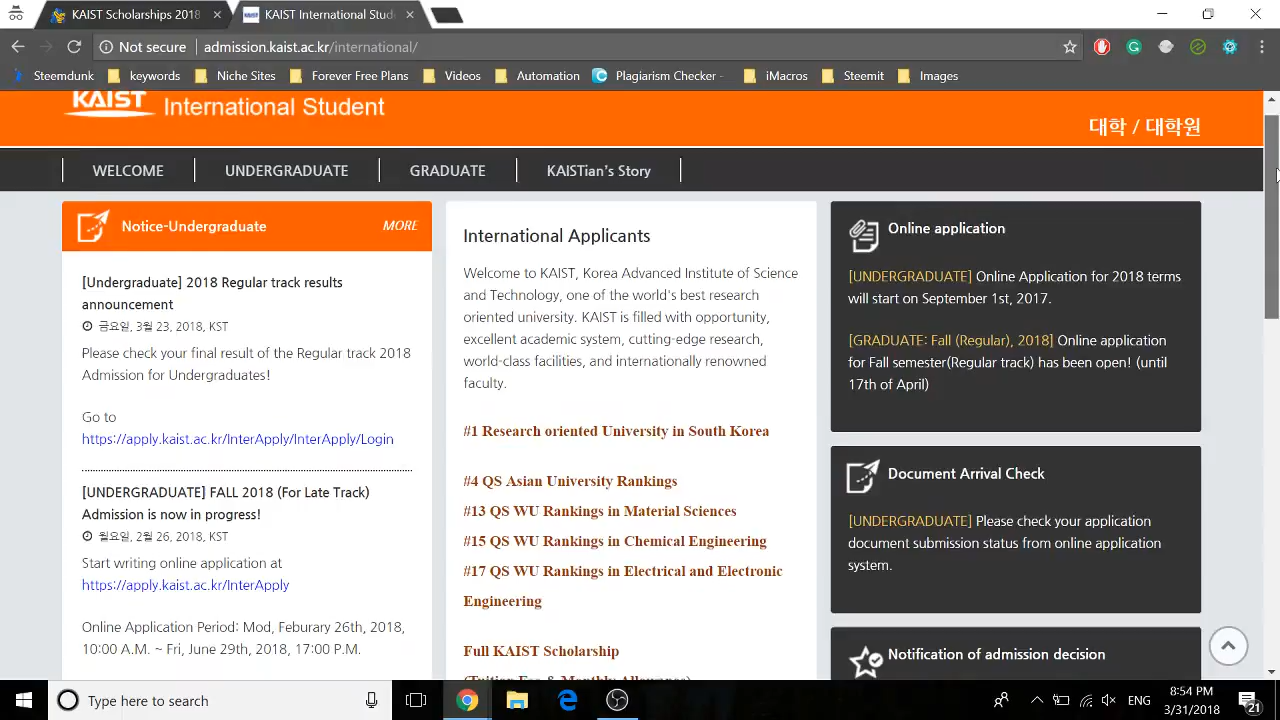 KAIST Scholarships 2018
KAIST International Stud
Not secure
admission.kaist.ac.kr/international/
Steemdunk
keywords
Niche Sites
Forever Free Plans
Videos
Automation
Plagiarism Checker -
iMacros
Steemit
Images
KAIST International Student
대학 / 대학원
WELCOME
UNDERGRADUATE
GRADUATE
KAISTian's Story
Notice-Undergraduate
MORE
[Undergraduate] 2018 Regular track results
announcement
금요일, 3월 23, 2018, KST
Please check your final result of the Regular track 2018
Admission for Undergraduates!
Go to
https://apply.kaist.ac.kr/InterApply/InterApply/Login
[UNDERGRADUATE] FALL 2018 (For Late Track)
Admission is now in progress!
월요일, 2월 26, 2018, KST
Start writing online application at
https://apply.kaist.ac.kr/InterApply
Online Application Period: Mod, Feburary 26th, 2018,
10:00 A.M. ~ Fri, June 29th, 2018, 17:00 P.M.
International Applicants
Welcome to KAIST, Korea Advanced Institute of Science
and Technology, one of the world's best research
oriented university. KAIST is filled with opportunity,
excellent academic system, cutting-edge research,
world-class facilities, and internationally renowned
faculty.
#1 Research oriented University in South Korea
#4 QS Asian University Rankings
#13 QS WU Rankings in Material Sciences
#15 QS WU Rankings in Chemical Engineering
#17 QS WU Rankings in Electrical and Electronic
Engineering
Full KAIST Scholarship
(Tuition Fee & Monthly Allowance)
Online application
[UNDERGRADUATE] Online Application for 2018 terms
will start on September 1st, 2017.
[GRADUATE: Fall (Regular), 2018] Online application
for Fall semester(Regular track) has been open! (until
17th of April)
Document Arrival Check
[UNDERGRADUATE] Please check your application
document submission status from online application
system.
Notification of admission decision
Type here to search
ENG
8:54 PM
3/31/2018
21